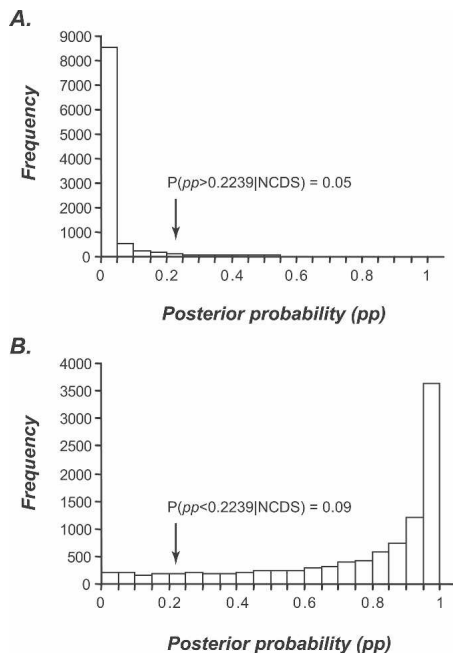 A.
9000
8000
7000
6000
5000
4000
3000
2000
1000
0
Frequency
P(pp>0.2239|NCDS) = 0.05
0 0.2 0.4 0.6 0.8 1
Posterior probability (pp)
B.
4000
3500
3000
2500
2000
1500
1000
500
0
Frequency
P(pp<0.2239|NCDS) = 0.09
0 0.2 0.4 0.6 0.8 1
Posterior probability (pp)